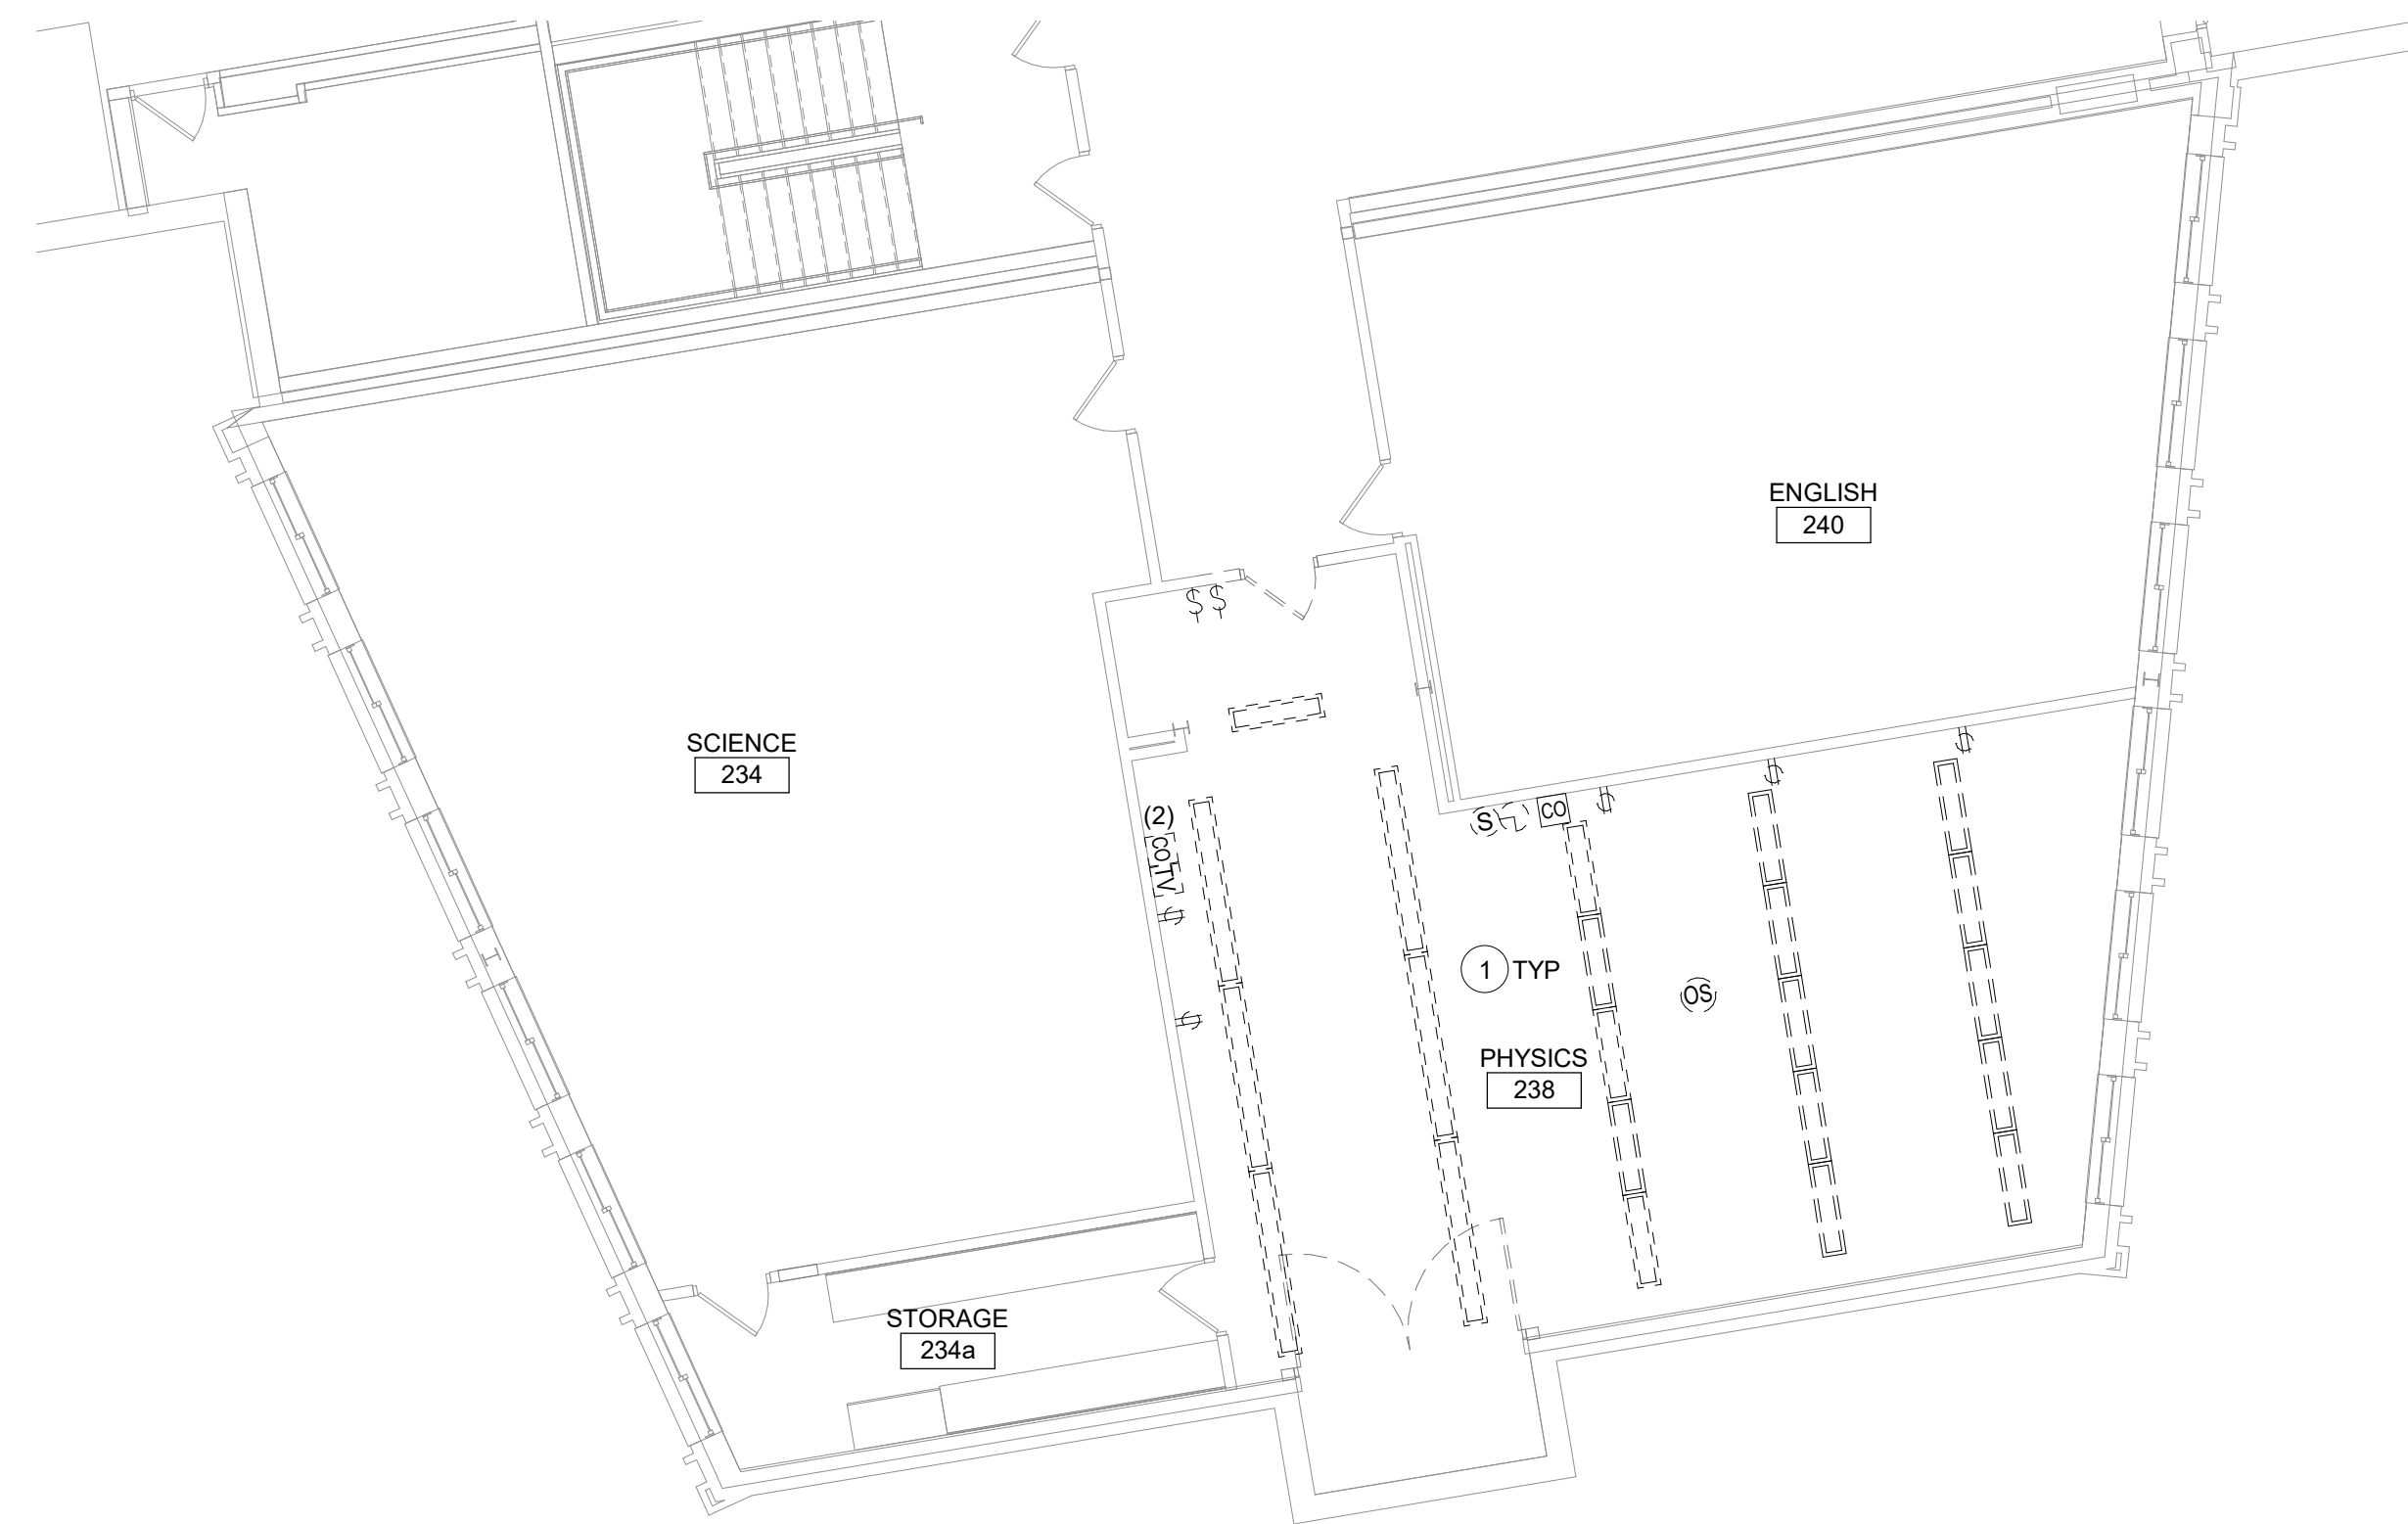 ENGLISH
240
$ $
SCIENCE
234
(2)
CO
TV
S
CO
1 TYP
OS
PHYSICS
238
STORAGE
234a